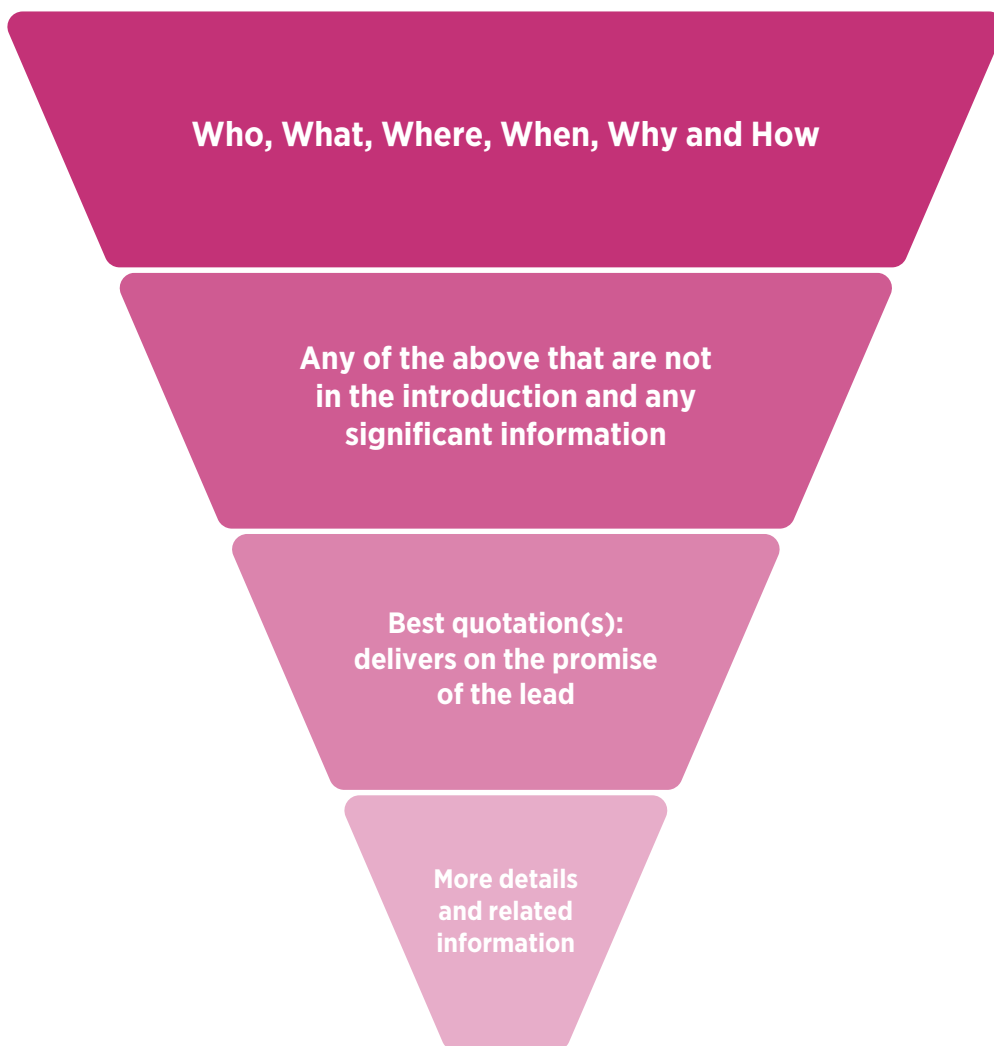 Who, What, Where, When, Why and How
Any of the above that are not
in the introduction and any
significant information
Best quotation(s):
delivers on the promise
of the lead
More details
and related
information